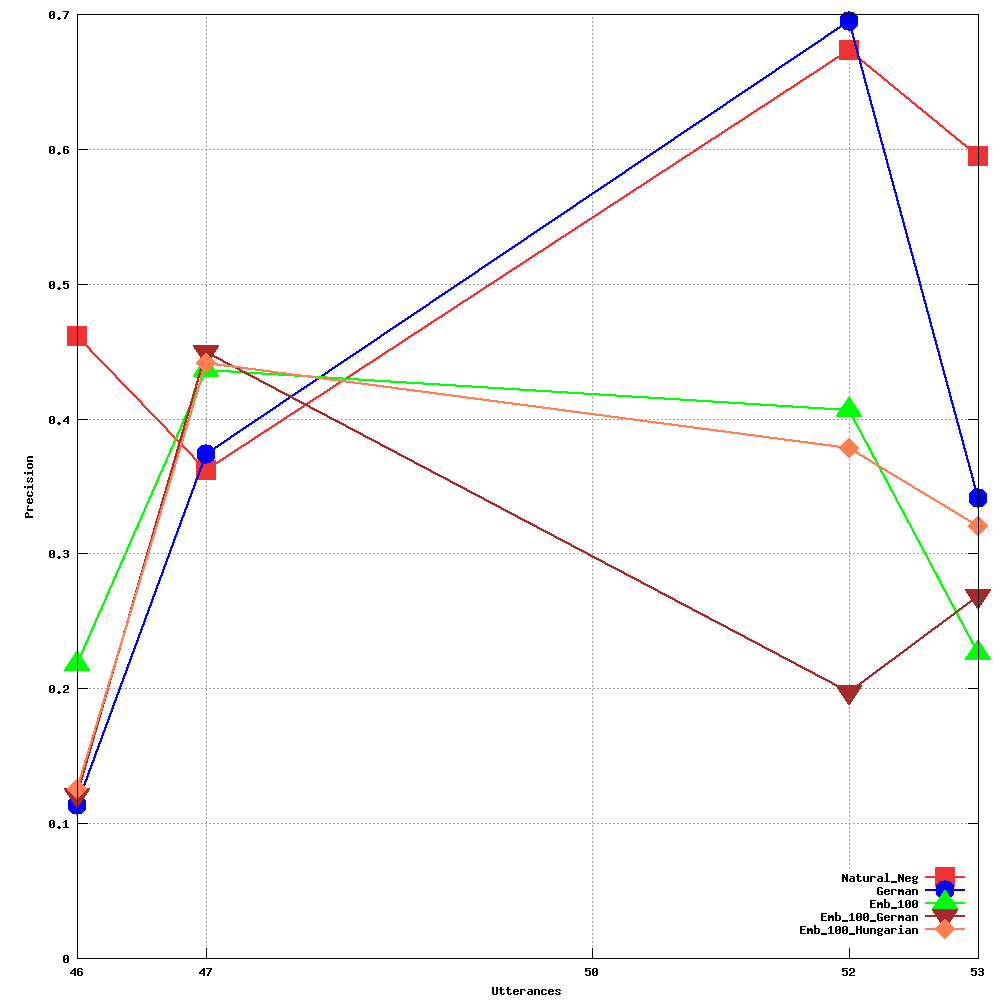 0.7
0.6
0.5
0.4
0.3
0.2
0.1
0
Precision
46 47 50 52 53
Utterances
Natural_Neg
German
Emb_100
Emb_100_German
Emb_100_Hungarian